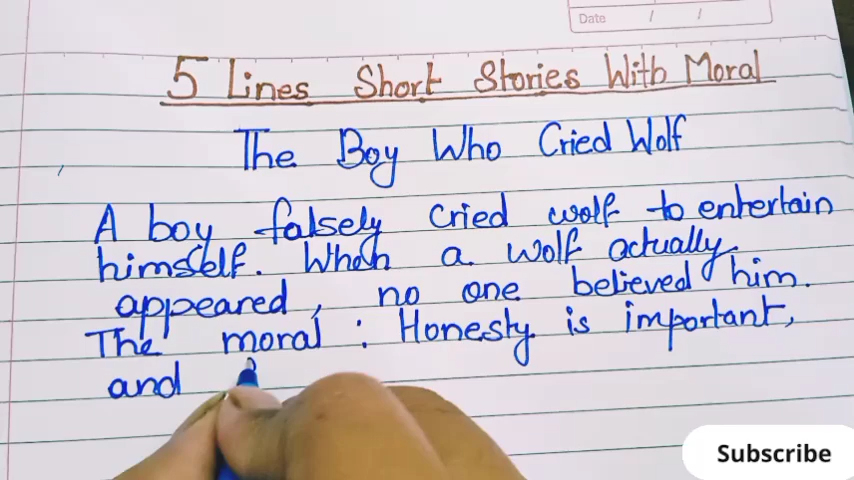 Date / /
5 Lines Short Stories With Moral
The Boy Who Cried Wolf
A boy falsely cried wolf to entertain
himself. When a wolf actually
appeared, no one believed him.
The moral : Honesty is important,
and
Subscribe